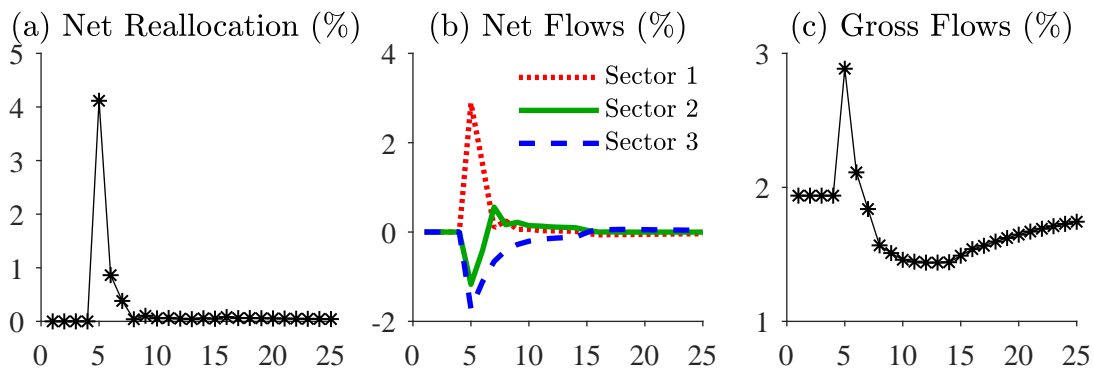 (a) Net Reallocation (%)
5
4
3
2
1
0
0 5 10 15 20 25
(b) Net Flows (%)
4
2
0
-2
Sector 1
Sector 2
Sector 3
0 5 10 15 20 25
(c) Gross Flows (%)
3
2
1
0 5 10 15 20 25